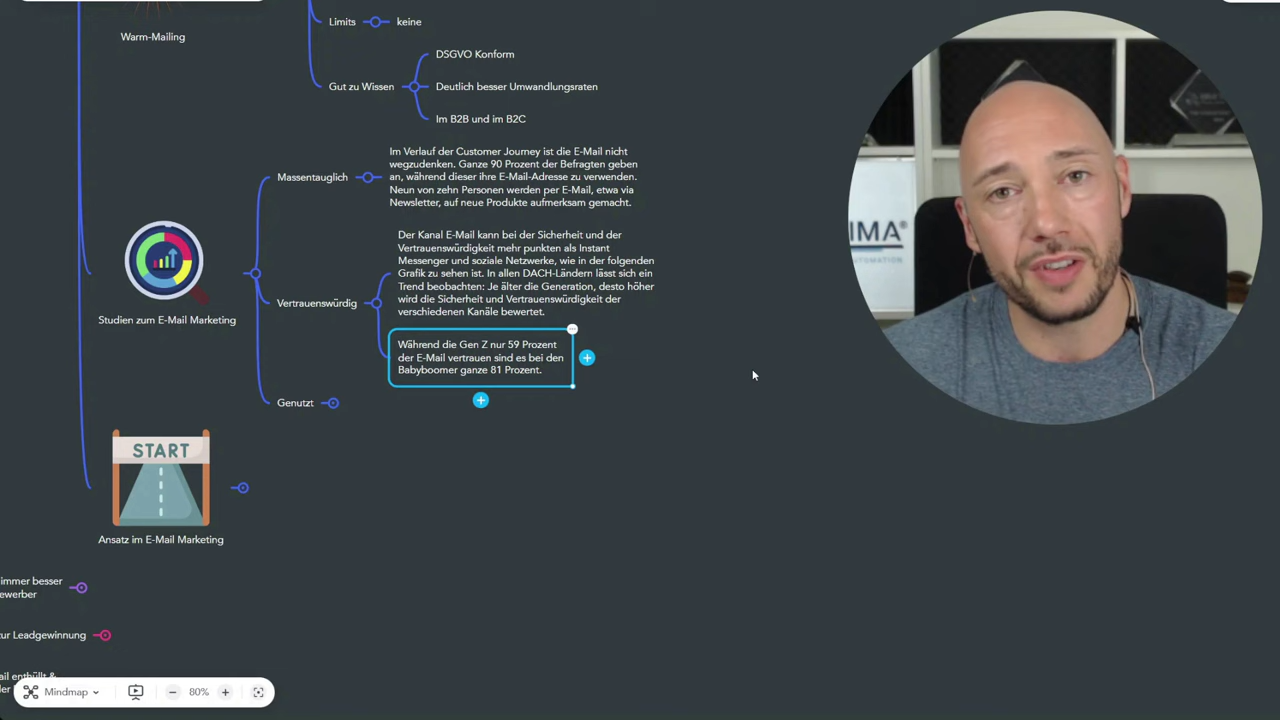 Warm-Mailing
Limits
keine
Gut zu Wissen
DSGVO Konform
Deutlich besser Umwandlungsraten
Im B2B und im B2C
Studien zum E-Mail Marketing
Massentauglich
Im Verlauf der Customer Journey ist die E-Mail nicht
wegzudenken. Ganze 90 Prozent der Befragten geben
an, während dieser ihre E-Mail-Adresse zu verwenden.
Neun von zehn Personen werden per E-Mail, etwa via
Newsletter, auf neue Produkte aufmerksam gemacht.
Vertrauenswürdig
Der Kanal E-Mail kann bei der Sicherheit und der
Vertrauenswürdigkeit mehr punkten als Instant
Messenger und soziale Netzwerke, wie in der folgenden
Grafik zu sehen ist. In allen DACH-Ländern lässt sich ein
Trend beobachten: Je älter die Generation, desto höher
wird die Sicherheit und Vertrauenswürdigkeit der
verschiedenen Kanäle bewertet.
Während die Gen Z nur 59 Prozent
der E-Mail vertrauen sind es bei den
Babyboomer ganze 81 Prozent.
Genutzt
START
Ansatz im E-Mail Marketing
immer besser
ewerber
zur Leadgewinnung
ail enthüllt &
der
Mindmap
80%
IMA®
AUTOMATION